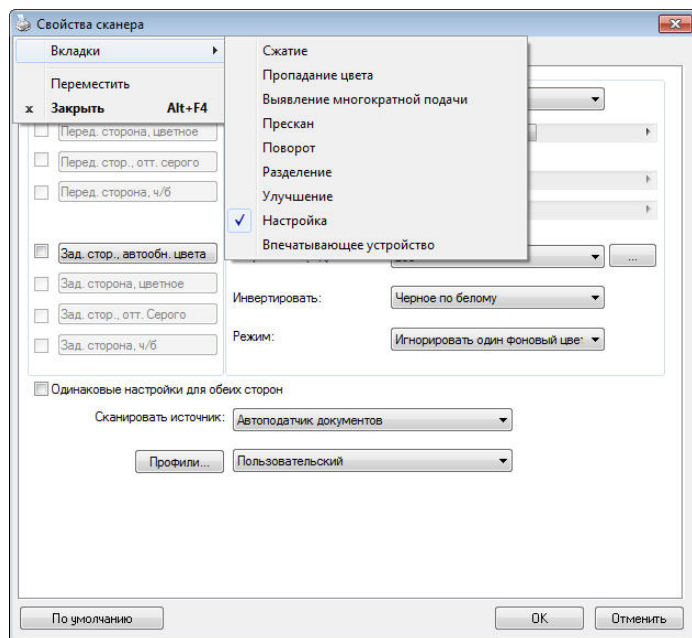 Свойства сканера
Вкладки
Переместить
x Закрыть Alt+F4
Сжатие
Пропадание цвета
Выявление многократной подачи
Прескан
Поворот
Разделение
Улучшение
Настройка
Впечатывающее устройство
Перед. сторона, цветное
Перед. стор., отт. серого
Перед. сторона, ч/б
Зад. стор., автообн. цвета
...
Зад. сторона, цветное
Инвертировать: Черное по белому
Зад. стор., отт. Серого
Режим: Игнорировать один фоновый цвет
Зад. сторона, ч/б
Одинаковые настройки для обеих сторон
Сканировать источник: Автоподатчик документов
Профили... Пользовательский
По умолчанию OK Отменить